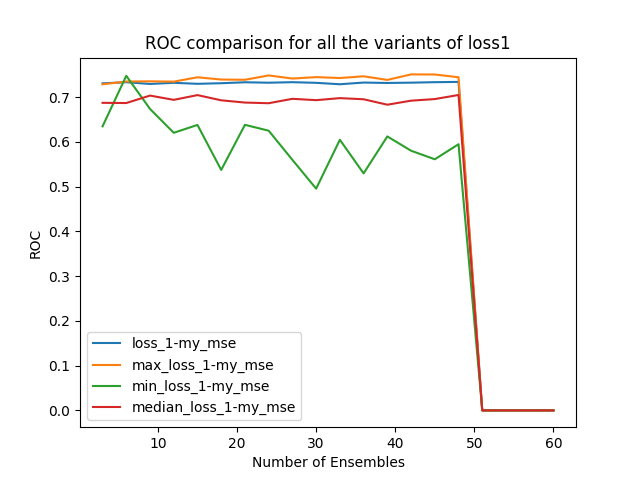 ROC comparison for all the variants of loss1
ROC
0.7
0.6
0.5
0.4
0.3
0.2
0.1
0.0
loss_1-my_mse
max_loss_1-my_mse
min_loss_1-my_mse
median_loss_1-my_mse
10 20 30 40 50 60
Number of Ensembles